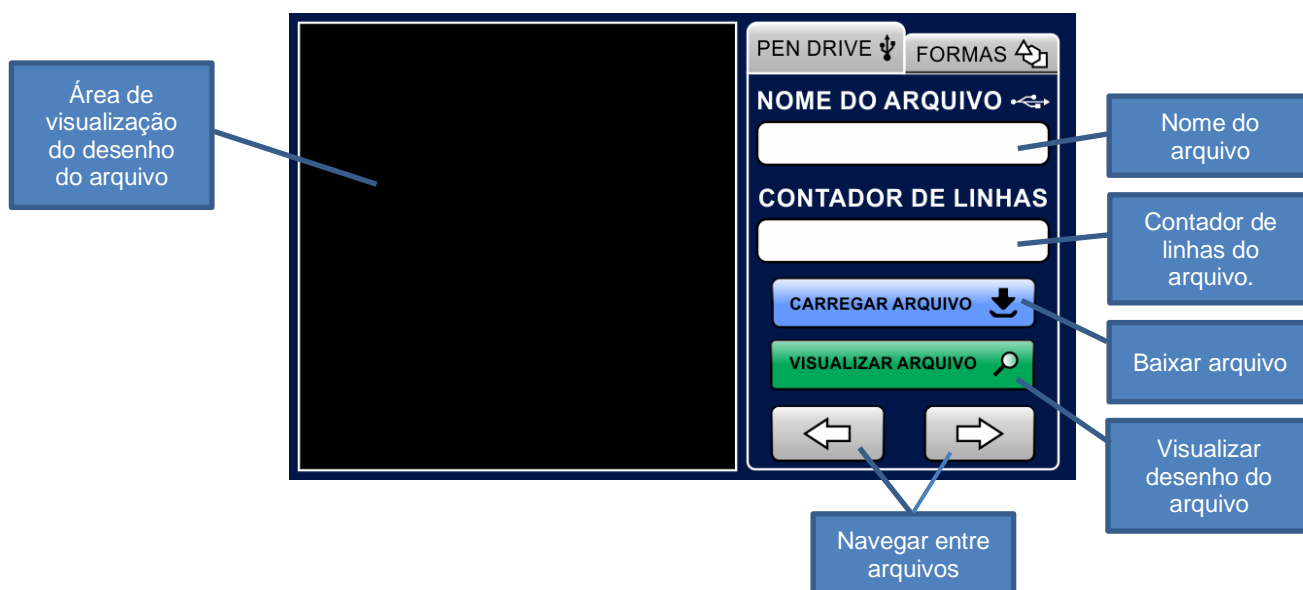 Área de
visualização
do desenho
do arquivo
PEN DRIVE
FORMAS
NOME DO ARQUIVO
CONTADOR DE LINHAS
CARREGAR ARQUIVO
VISUALIZAR ARQUIVO
Nome do
arquivo
Contador de
linhas do
arquivo.
Baixar arquivo
Visualizar
desenho do
arquivo
Navegar entre
arquivos